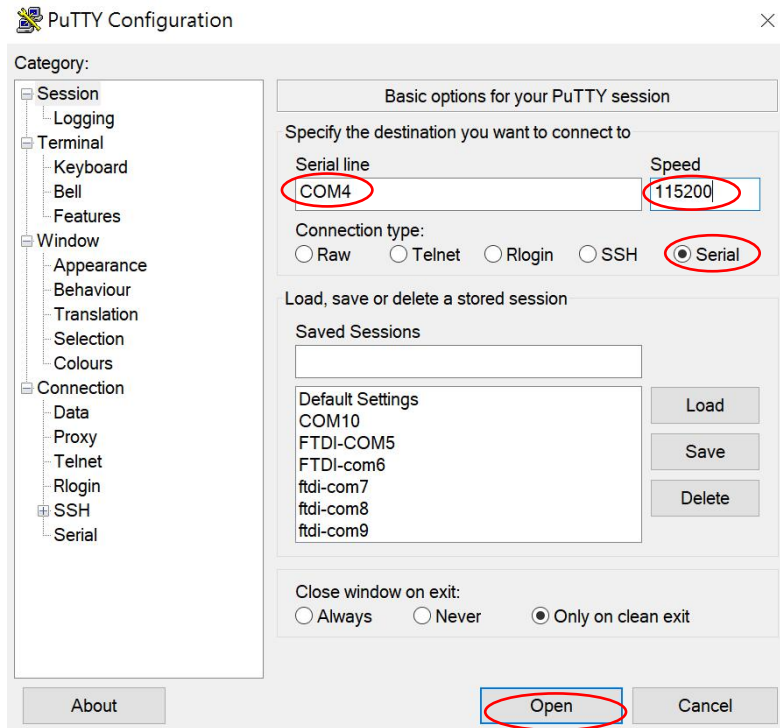 PuTTY Configuration
Category:
Session
Logging
Terminal
Keyboard
Bell
Features
Window
Appearance
Behaviour
Translation
Selection
Colours
Connection
Data
Proxy
Telnet
Rlogin
SSH
Serial
Basic options for your PuTTY session
Specify the destination you want to connect to
Serial line Speed
COM4 115200
Connection type:
Raw Telnet Rlogin SSH Serial
Load, save or delete a stored session
Saved Sessions
Default Settings
COM10
FTDI-COM5
FTDI-com6
ftdi-com7
ftdi-com8
ftdi-com9
Load
Save
Delete
Close window on exit:
Always Never Only on clean exit
About Open Cancel